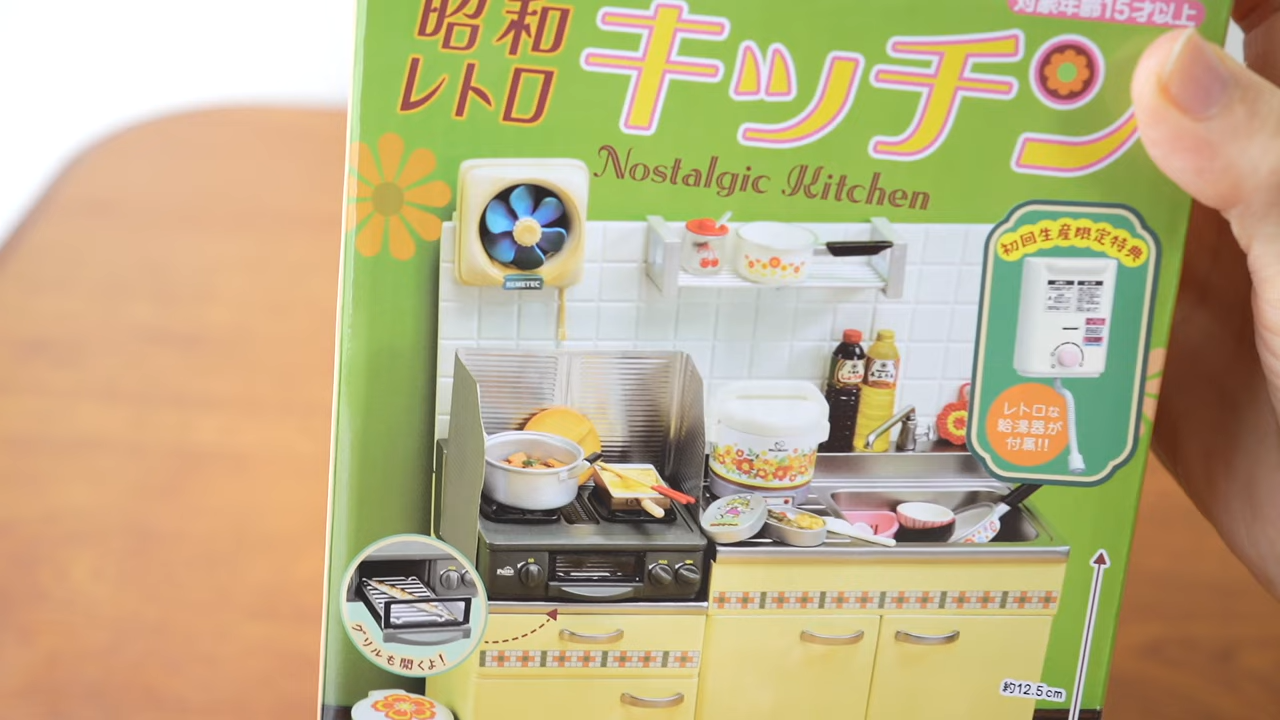 対象年齢15才以上
昭和
レトロ
キッチン
Nostalgic Kitchen
初回生産限定特典
レトロな
給湯器が
付属!!
グリルも開くよ!
約12.5cm